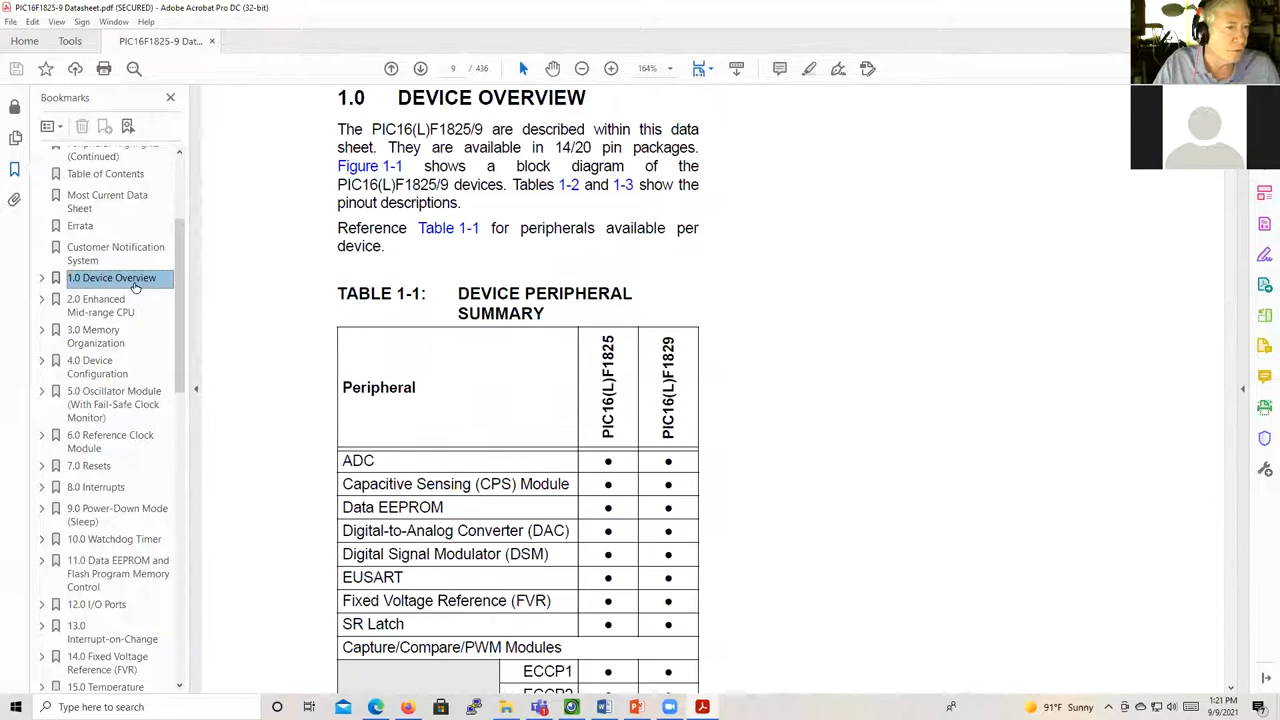 PIC16F1825-9 Datasheet.pdf (SECURED) - Adobe Acrobat Pro DC (32-bit)
File Edit View Sign Window Help
Home Tools PIC16F1825-9 Dat... ×
9 / 436 164%
Bookmarks
(Continued)
Table of Contents
Most Current Data
Sheet
Errata
Customer Notification
System
1.0 Device Overview
2.0 Enhanced
Mid-range CPU
3.0 Memory
Organization
4.0 Device
Configuration
5.0 Oscillator Module
(With Fail-Safe Clock
Monitor)
6.0 Reference Clock
Module
7.0 Resets
8.0 Interrupts
9.0 Power-Down Mode
(Sleep)
10.0 Watchdog Timer
11.0 Data EEPROM and
Flash Program Memory
Control
12.0 I/O Ports
13.0
Interrupt-on-Change
14.0 Fixed Voltage
Reference (FVR)
15.0 Temperature
1.0 DEVICE OVERVIEW
The PIC16(L)F1825/9 are described within this data
sheet. They are available in 14/20 pin packages.
Figure 1-1 shows a block diagram of the
PIC16(L)F1825/9 devices. Tables 1-2 and 1-3 show the
pinout descriptions.
Reference Table 1-1 for peripherals available per
device.
TABLE 1-1: DEVICE PERIPHERAL
SUMMARY
Peripheral PIC16(L)F1825 PIC16(L)F1829
ADC ● ●
Capacitive Sensing (CPS) Module ● ●
Data EEPROM ● ●
Digital-to-Analog Converter (DAC) ● ●
Digital Signal Modulator (DSM) ● ●
EUSART ● ●
Fixed Voltage Reference (FVR) ● ●
SR Latch ● ●
Capture/Compare/PWM Modules
ECCP1 ● ●
Type here to search
91°F Sunny
1:21 PM
9/9/2021